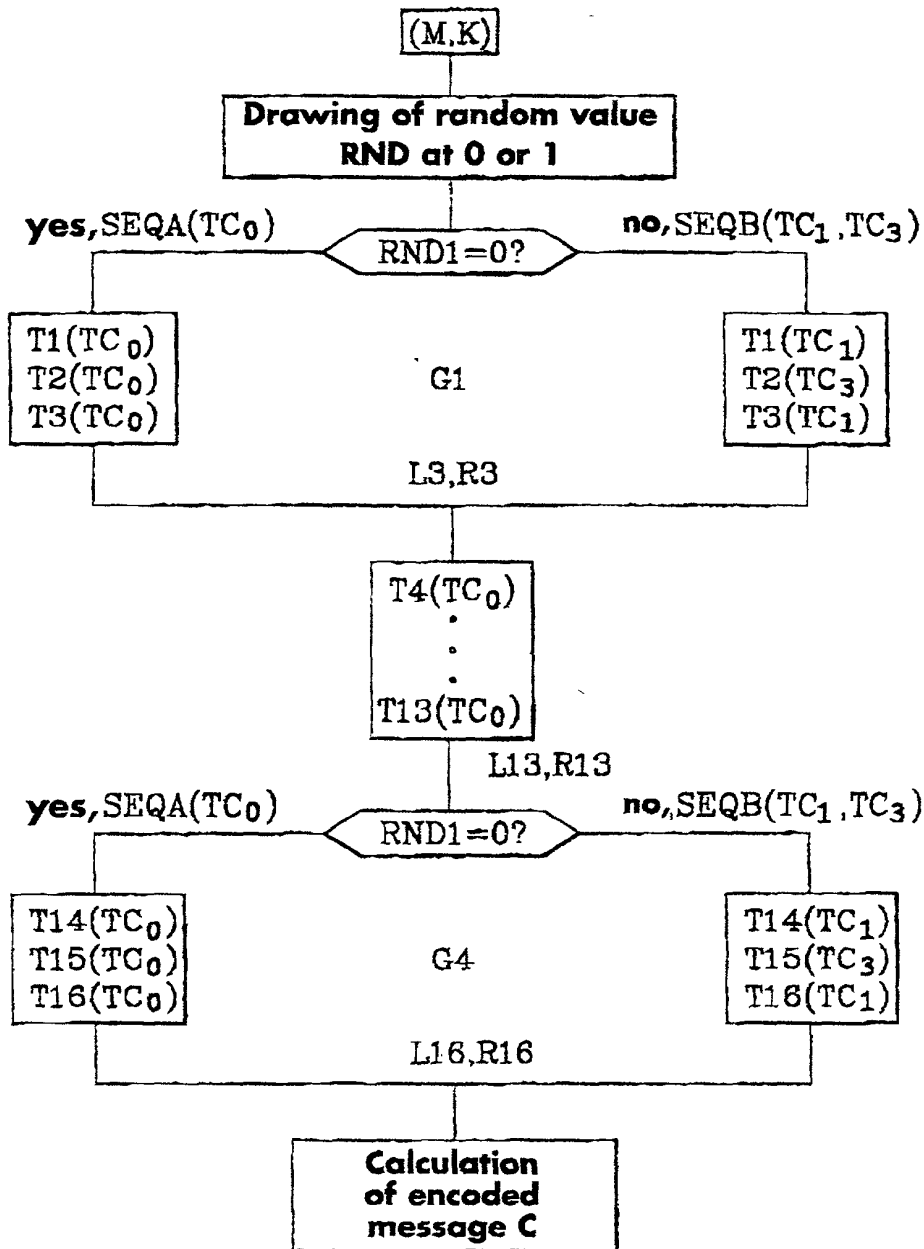 (M,K)
Drawing of random value
RND at 0 or 1
yes,SEQA(TC₀)
no,SEQB(TC₁,TC₃)
RND1=0?
T1(TC₀)
T2(TC₀)
T3(TC₀)
G1
T1(TC₁)
T2(TC₃)
T3(TC₁)
L3,R3
T4(TC₀)
.
.
.
T13(TC₀)
L13,R13
yes,SEQA(TC₀)
no,SEQB(TC₁,TC₃)
RND1=0?
T14(TC₀)
T15(TC₀)
T16(TC₀)
G4
T14(TC₁)
T15(TC₃)
T16(TC₁)
L16,R16
Calculation
of encoded
message C